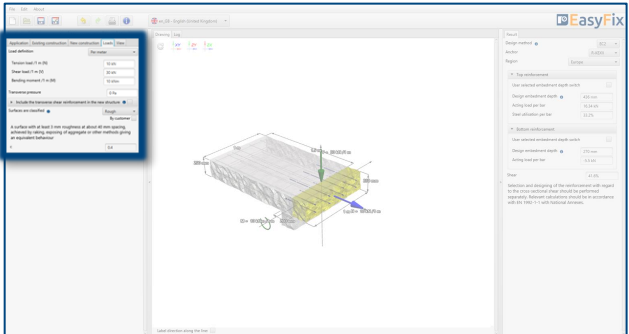 File Edit About
en_GB - English (United Kingdom)
EasyFix
Application Existing construction New construction Loads View
Load definition Per meter
Tension load /1 m [N] 10 kN
Shear load /1 m [V] 20 kN
Bending moment /1 m [M] 10 kNm
Transverse pressure 0 Pa
Include the transverse shear reinforcement in the new structure
Surfaces are classified Rough
By customer
A surface with at least 3 mm roughness at about 40 mm spacing,
achieved by raking, exposing of aggregate or other methods giving
an equivalent behaviour
Drawing Log
Label direction along the line
Result
Design method
Anchor
Region
Top reinforcement
User selected embedment depth switch
Design embedment depth
Acting load per bar
Steel utilization per bar
Bottom reinforcement
User selected embedment depth switch
Design embedment depth
Acting load per bar
Shear
Selection and designing of the reinforcement with regard
to the cross-sectional shear should be performed
separately. Relevant calculations should be in accordance
with EN 1992-1-1 with National Annexes.